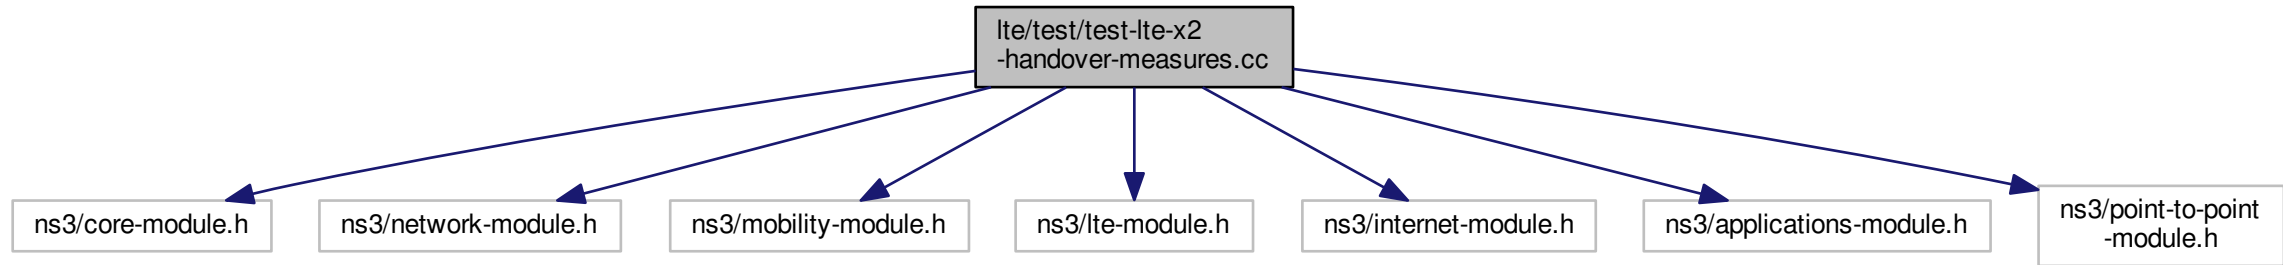 lte/test/test-lte-x2
-handover-measures.cc
ns3/core-module.h
ns3/network-module.h
ns3/mobility-module.h
ns3/lte-module.h
ns3/internet-module.h
ns3/applications-module.h
ns3/point-to-point
-module.h